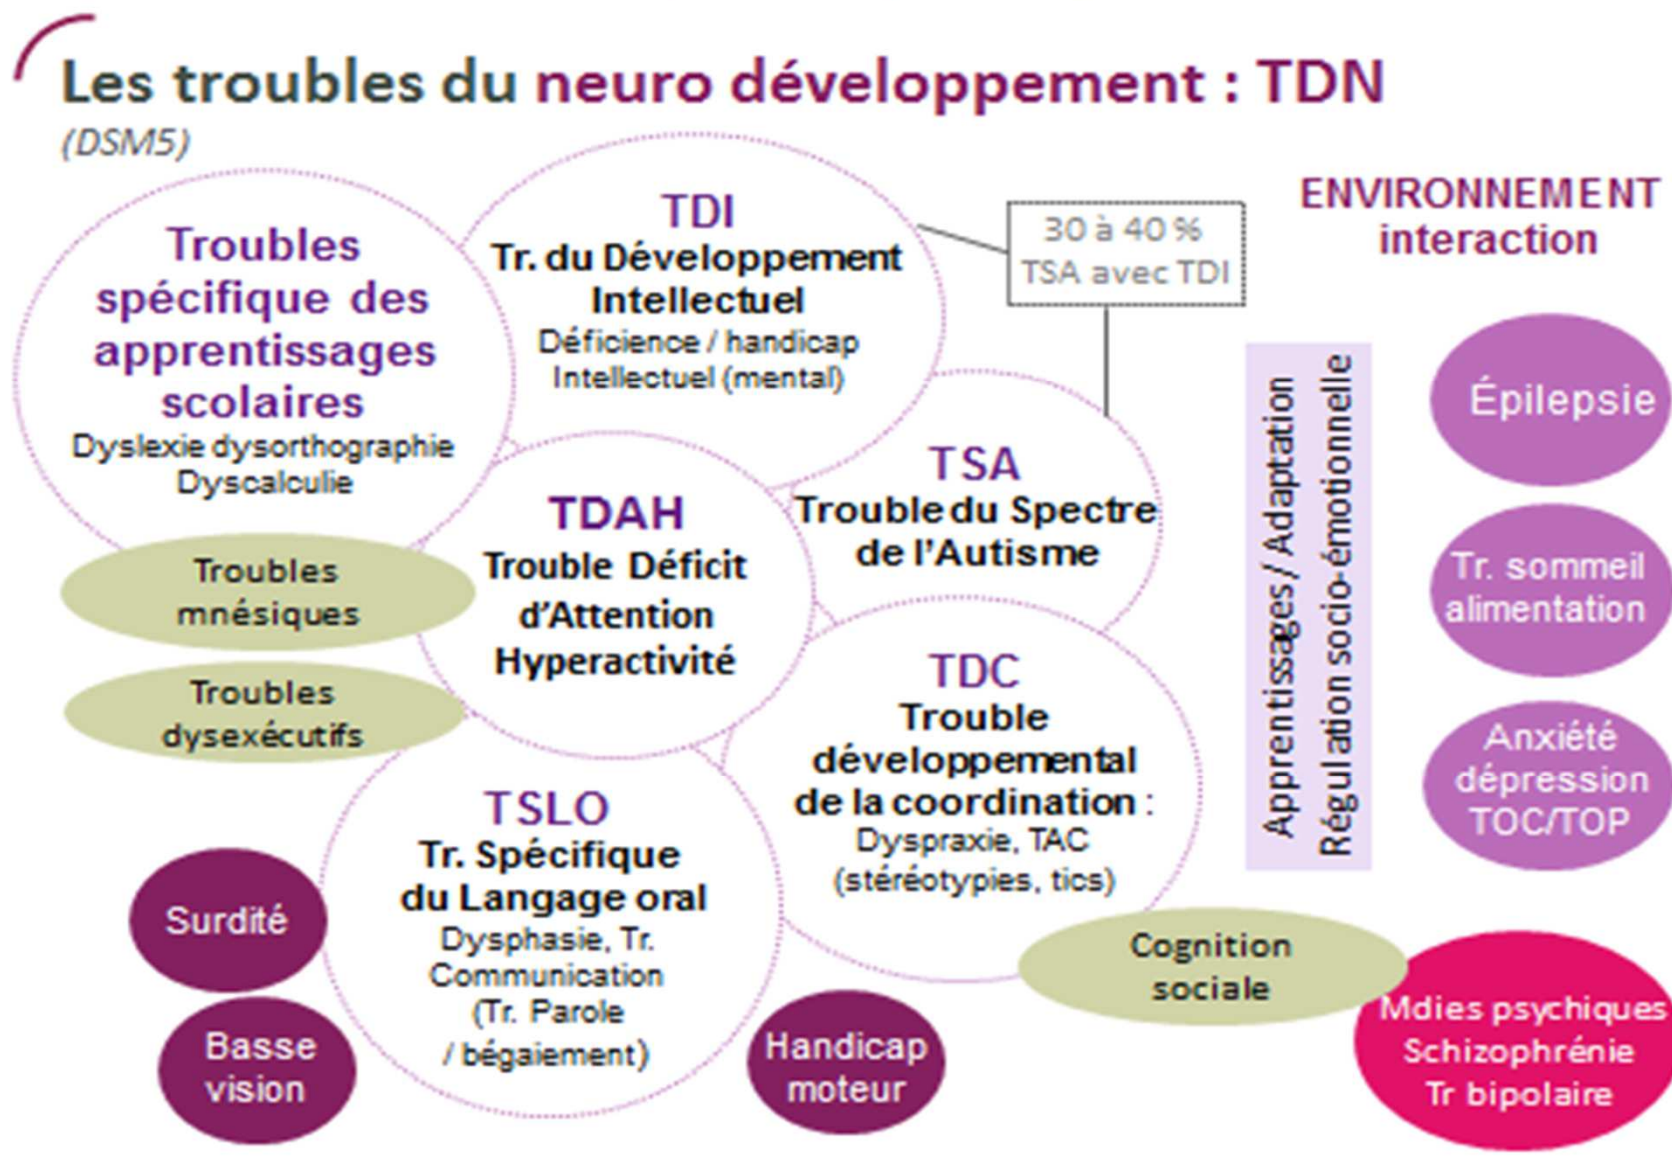 Les troubles du neuro développement : TDN
(DSM5)
Troubles
spécifique des
apprentissages
scolaires
Dyslexie dysorthographie
Dyscalculie
TDI
Tr. du Développement
Intellectuel
Déficience / handicap
Intellectuel (mental)
30 à 40 %
TSA avec TDI
ENVIRONNEMENT
interaction
TDAH
Trouble Déficit
d'Attention
Hyperactivité
TSA
Trouble du Spectre
de l'Autisme
Troubles
mnésiques
Troubles
dysexécutifs
TDC
Trouble
développemental
de la coordination :
Dyspraxie, TAC
(stéréotypies, tics)
TSLO
Tr. Spécifique
du Langage oral
Dysphasie, Tr.
Communication
(Tr. Parole
/ bégaiement)
Apprentissages / Adaptation
Régulation socio-émotionnelle
Épilepsie
Tr. sommeil
alimentation
Anxiété
dépression
TOC/TOP
Surdité
Basse
vision
Handicap
moteur
Cognition
sociale
Mdies psychiques
Schizophrénie
Tr bipolaire